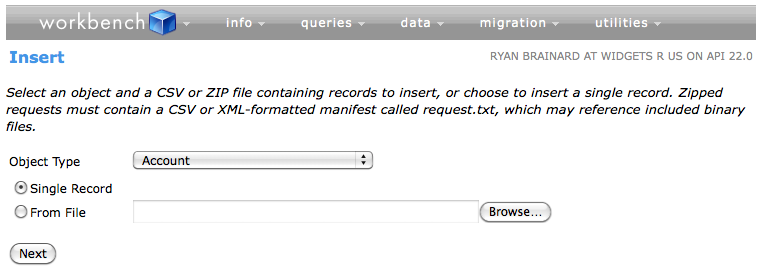 workbench info queries data migration utilities
Insert RYAN BRAINARD AT WIDGETS R US ON API 22.0
Select an object and a CSV or ZIP file containing records to insert, or choose to insert a single record. Zipped
requests must contain a CSV or XML-formatted manifest called request.txt, which may reference included binary
files.
Object Type Account
Single Record
From File Browse...
Next